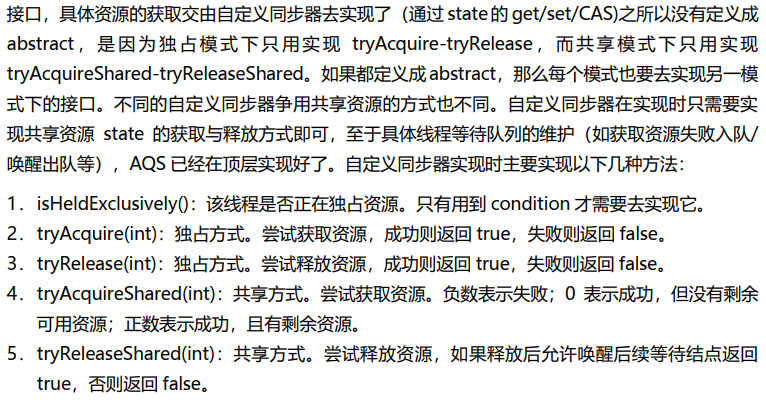 接口，具体资源的获取交由自定义同步器去实现了（通过 state 的 get/set/CAS)之所以没有定义成
abstract，是因为独占模式下只用实现 tryAcquire-tryRelease，而共享模式下只用实现
tryAcquireShared-tryReleaseShared。如果都定义成 abstract，那么每个模式也要去实现另一模
式下的接口。不同的自定义同步器争用共享资源的方式也不同。自定义同步器在实现时只需要实
现共享资源 state 的获取与释放方式即可，至于具体线程等待队列的维护（如获取资源失败入队/
唤醒出队等），AQS 已经在顶层实现好了。自定义同步器实现时主要实现以下几种方法：
1．isHeldExclusively()：该线程是否正在独占资源。只有用到 condition 才需要去实现它。
2．tryAcquire(int)：独占方式。尝试获取资源，成功则返回 true，失败则返回 false。
3．tryRelease(int)：独占方式。尝试释放资源，成功则返回 true，失败则返回 false。
4．tryAcquireShared(int)：共享方式。尝试获取资源。负数表示失败；0 表示成功，但没有剩余
可用资源；正数表示成功，且有剩余资源。
5．tryReleaseShared(int)：共享方式。尝试释放资源，如果释放后允许唤醒后续等待结点返回
true，否则返回 false。